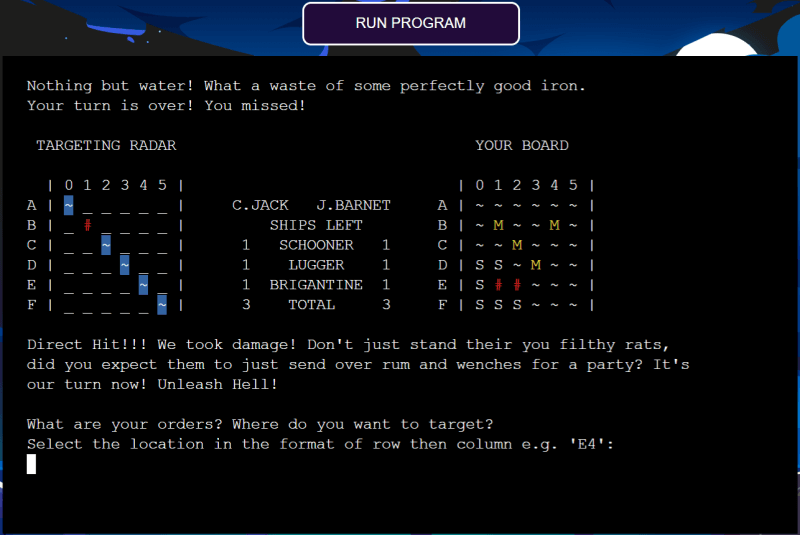 RUN PROGRAM
Nothing but water! What a waste of some perfectly good iron.
Your turn is over! You missed!
TARGETING RADAR YOUR BOARD
| 0 1 2 3 4 5 | | 0 1 2 3 4 5 |
A | ~ _ _ _ _ _ | C.JACK J.BARNET A | ~ ~ ~ ~ ~ ~ |
B | _ # _ _ _ _ | SHIPS LEFT B | ~ M ~ ~ M ~ |
C | _ _ ~ _ _ _ | 1 SCHOONER 1 C | ~ ~ M ~ ~ ~ |
D | _ _ _ ~ _ _ | 1 LUGGER 1 D | S S ~ M ~ ~ |
E | _ _ _ _ ~ _ | 1 BRIGANTINE 1 E | S # # ~ ~ ~ |
F | _ _ _ _ _ ~ | 3 TOTAL 3 F | S S S ~ ~ ~ |
Direct Hit!!! We took damage! Don't just stand their you filthy rats,
did you expect them to just send over rum and wenches for a party? It's
our turn now! Unleash Hell!
What are your orders? Where do you want to target?
Select the location in the format of row then column e.g. 'E4':